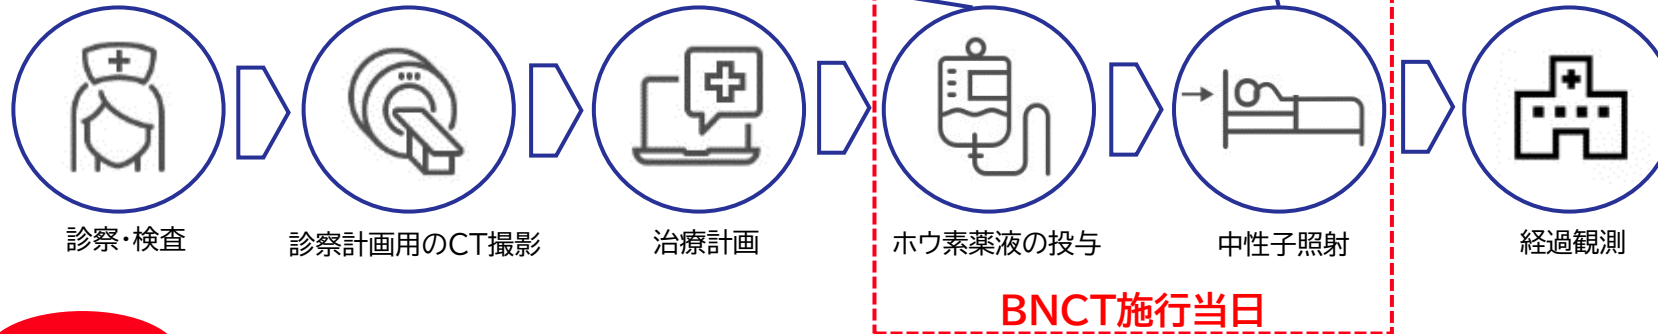 診察・検査
診察計画用のCT撮影
治療計画
ホウ素薬液の投与
中性子照射
経過観測
BNCT施行当日